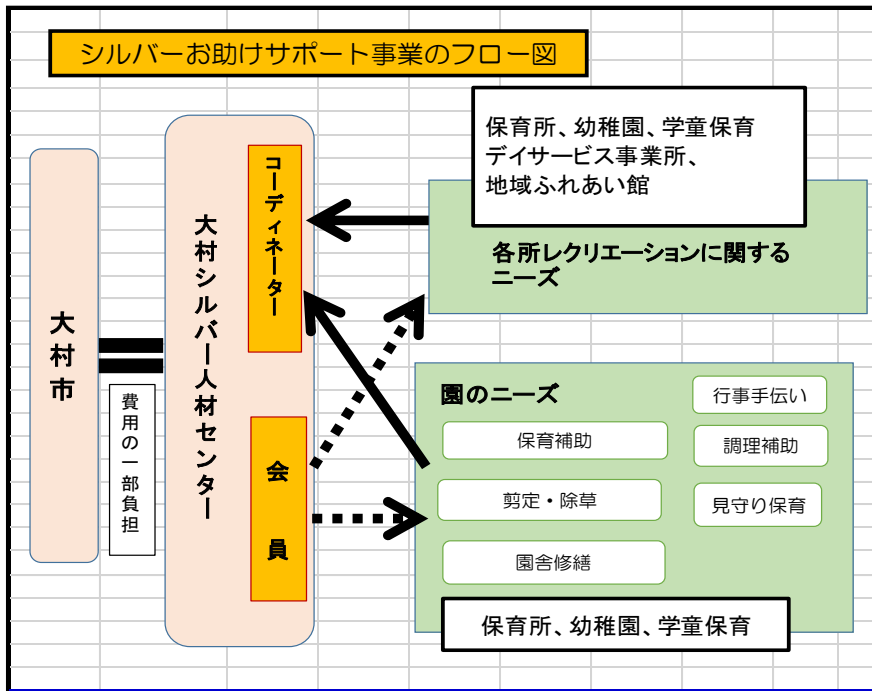 シルバーお助けサポート事業のフロー図
大村市
費用の一部負担
大村シルバー人材センター
コーディネーター
会員
保育所、幼稚園、学童保育
デイサービス事業所、
地域ふれあい館
各所レクリエーションに関する
ニーズ
園のニーズ
行事手伝い
保育補助
調理補助
剪定・除草
見守り保育
園舎修繕
保育所、幼稚園、学童保育